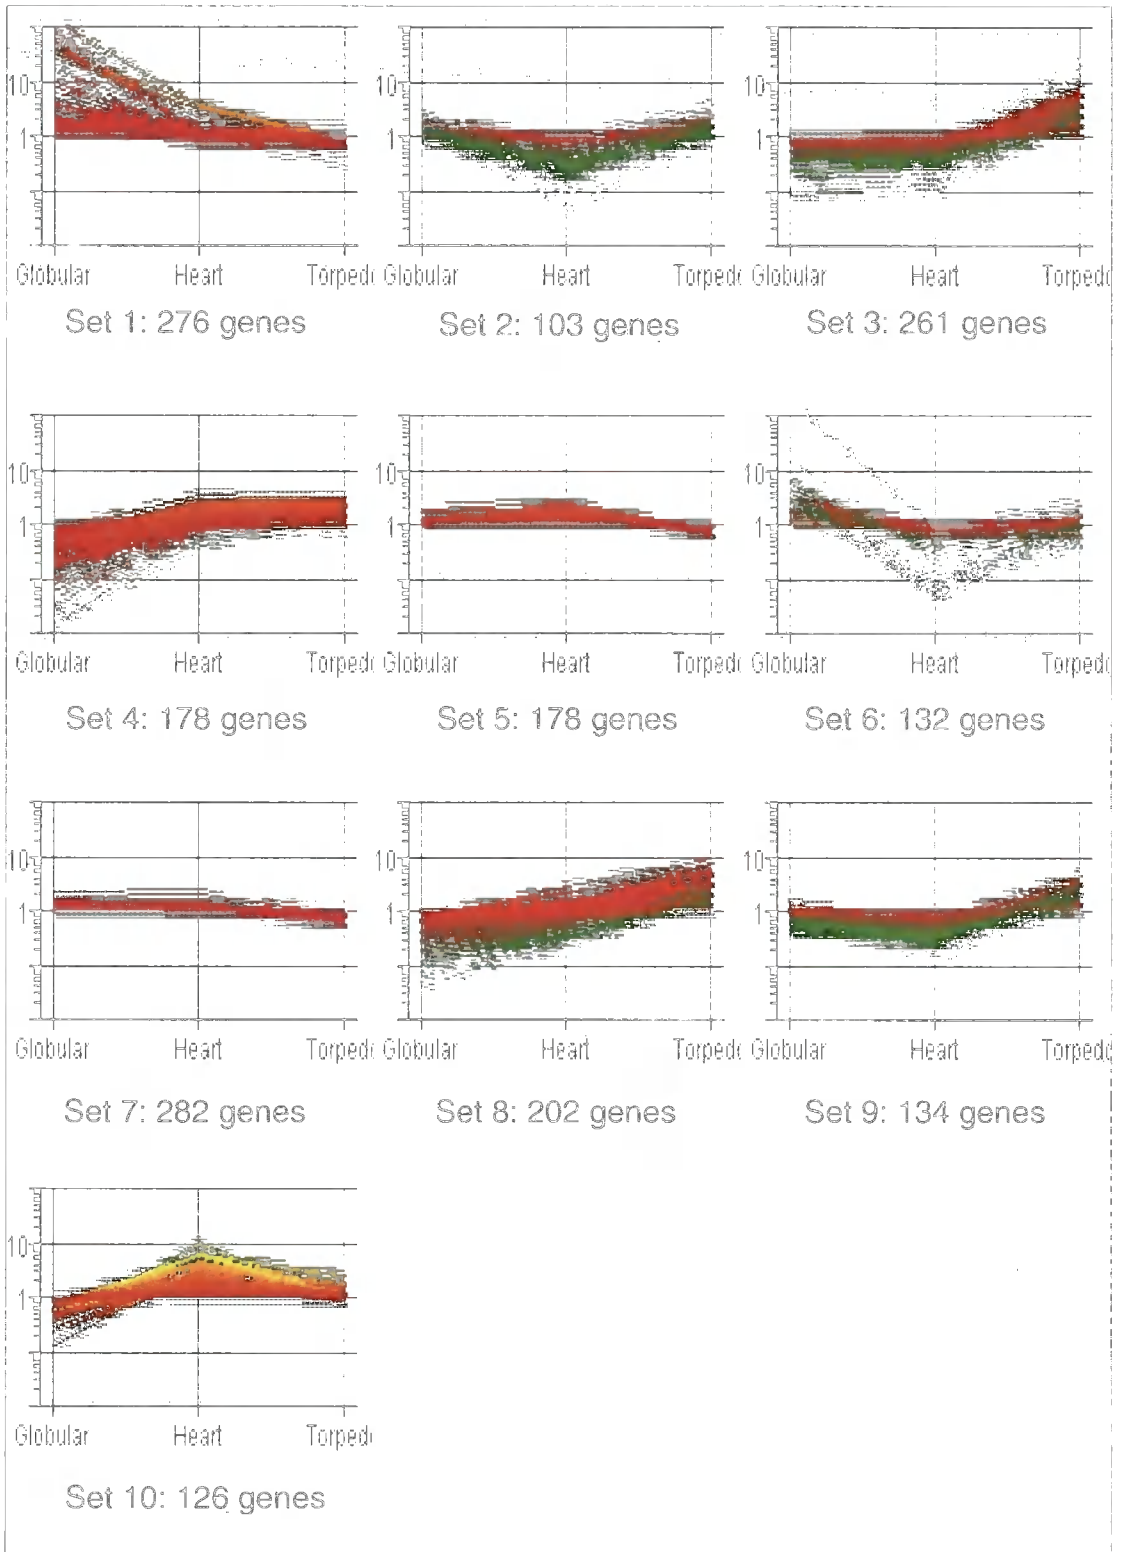 10 10 10
1 1 1
Globular Heart Torpedo Globular Heart Torpedo Globular Heart Torpedo
Set 1: 276 genes Set 2: 103 genes Set 3: 261 genes
10 10 10
1 1 1
Globular Heart Torpedo Globular Heart Torpedo Globular Heart Torpedo
Set 4: 178 genes Set 5: 178 genes Set 6: 132 genes
10 10 10
1 1 1
Globular Heart Torpedo Globular Heart Torpedo Globular Heart Torpedo
Set 7: 282 genes Set 8: 202 genes Set 9: 134 genes
10
1
Globular Heart Torpedo
Set 10: 126 genes